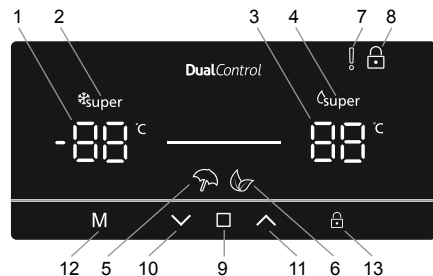 1 2 3 4 7 8
DualControl
super super
-88 °C 88 °C
M
12 5 10 9 11 6 13